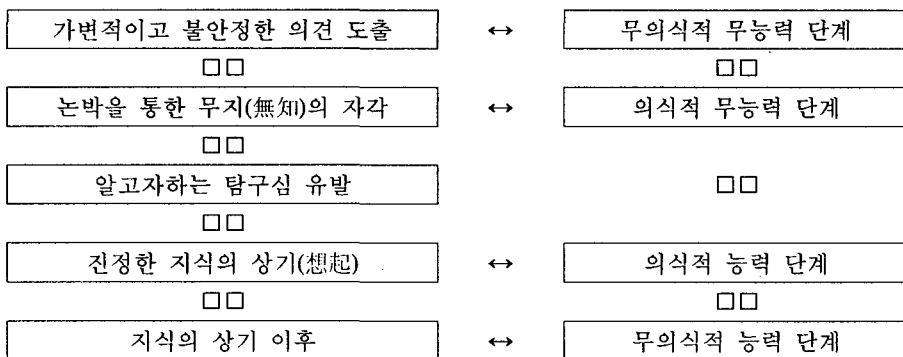 가변적이고 불안정한 의견 도출 ↔ 무의식적 무능력 단계
□□ □□
논박을 통한 무지(無知)의 자각 ↔ 의식적 무능력 단계
□□
알고자하는 탐구심 유발 □□
□□
진정한 지식의 상기(想起) ↔ 의식적 능력 단계
□□ □□
지식의 상기 이후 ↔ 무의식적 능력 단계